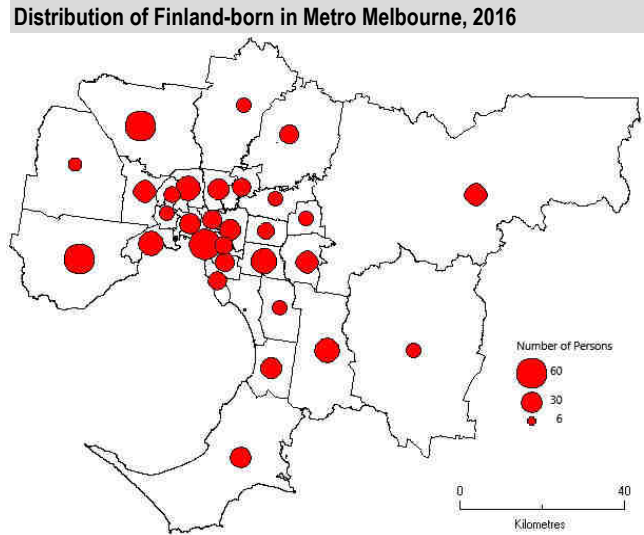 Distribution of Finland-born in Metro Melbourne, 2016
Number of Persons
60
30
6
0 40
Kilometres